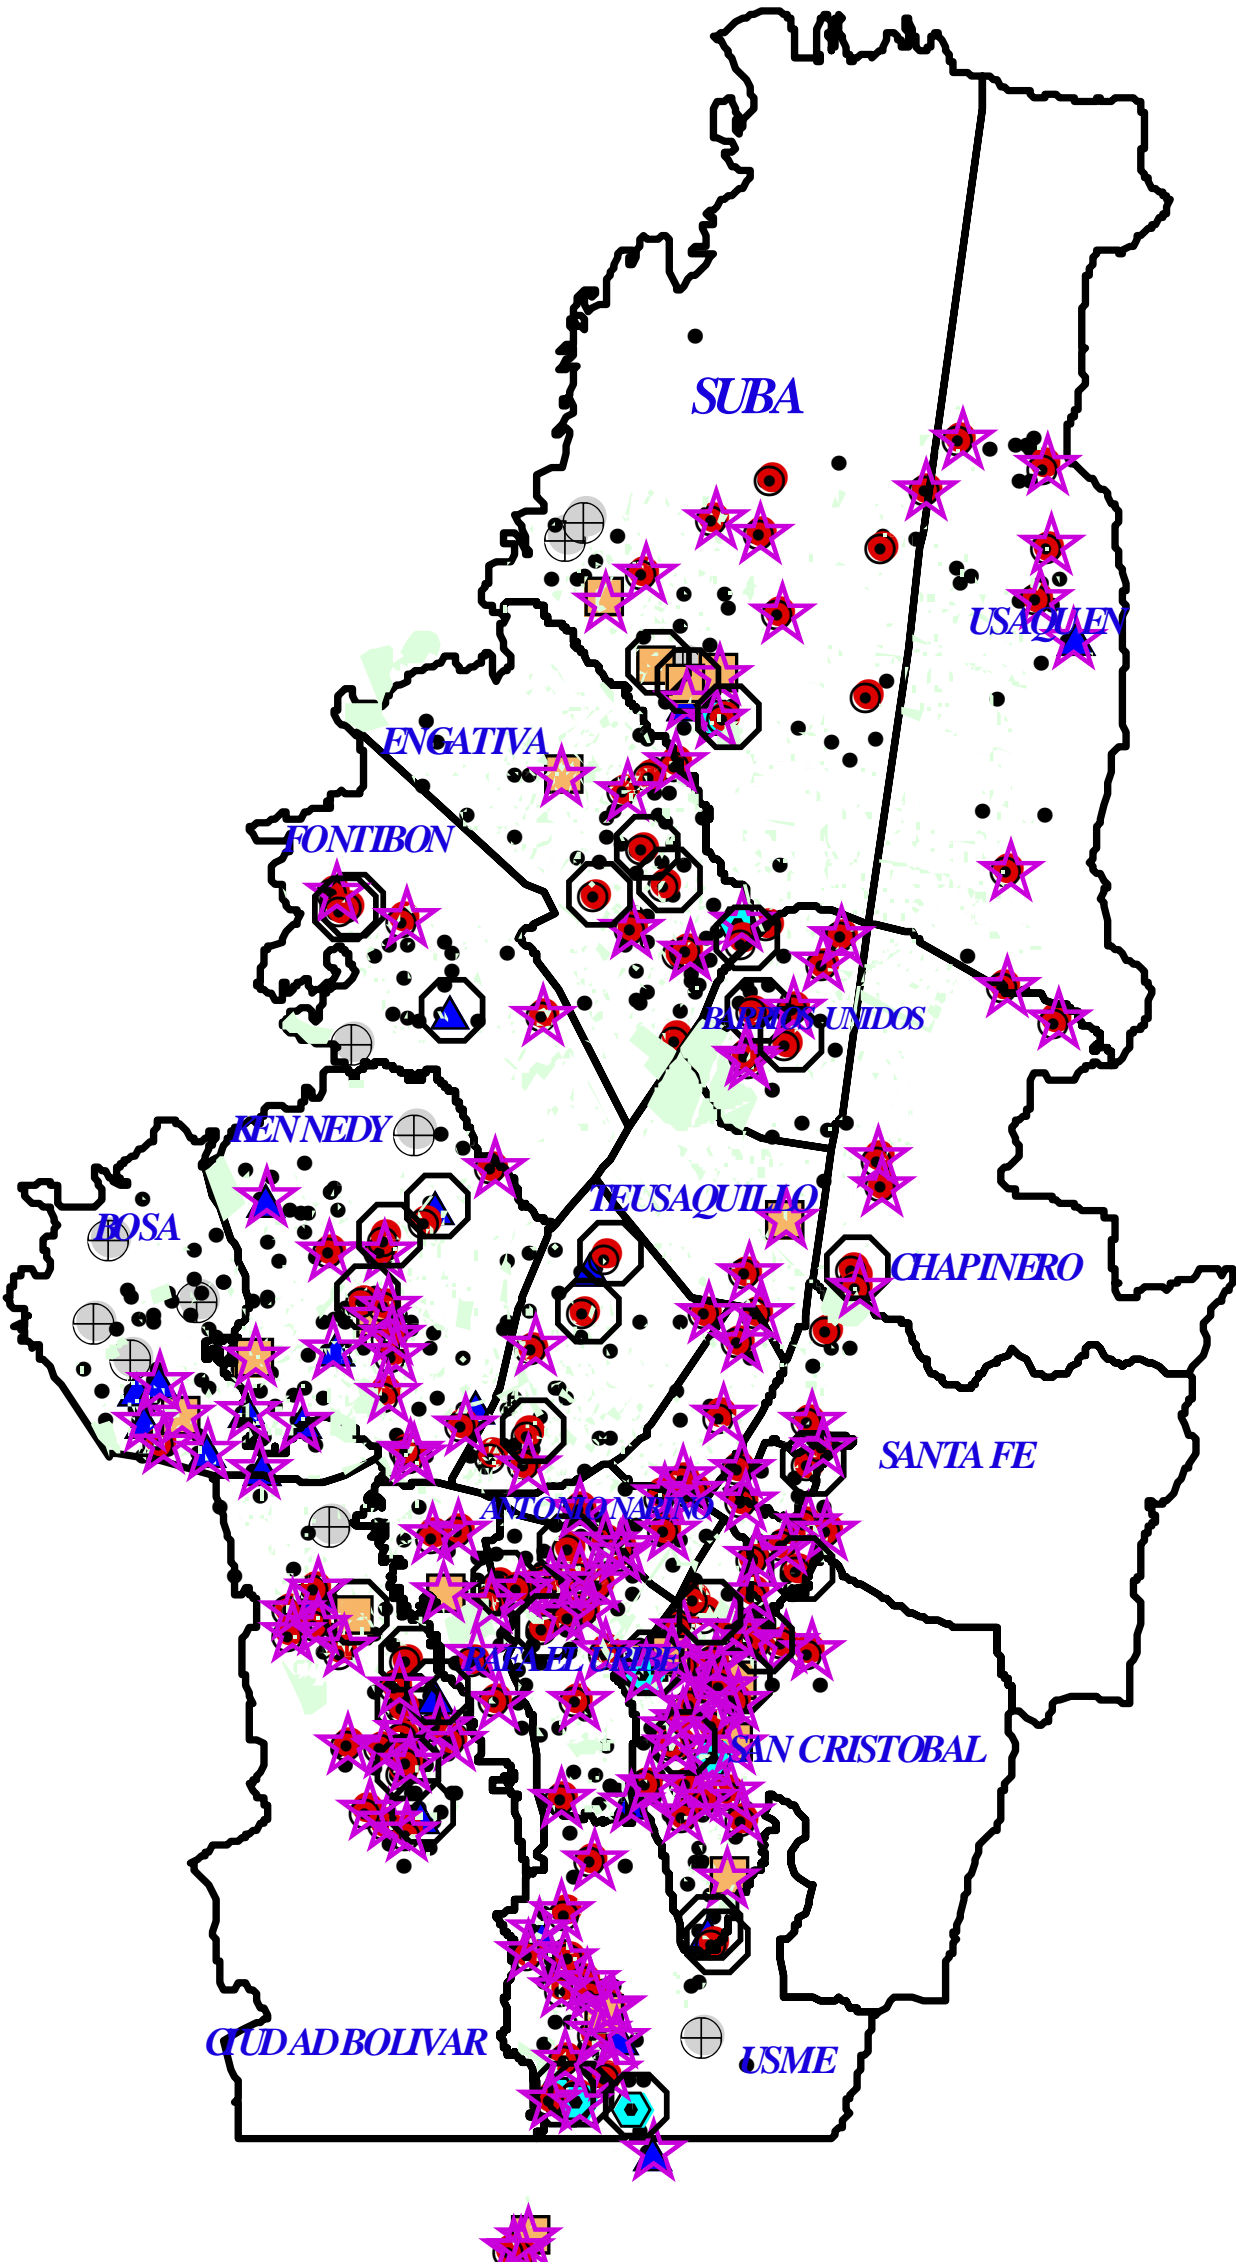 SUBA
USAQUEN
ENGATIVA
FONTIBON
BARRIOS UNIDOS
KENNEDY
TEUSAQUILLO
BOSA
CHAPINERO
SANTA FE
ANTONIO NARINO
RAFAEL URIBE
SAN CRISTOBAL
CIUDAD BOLIVAR
USME